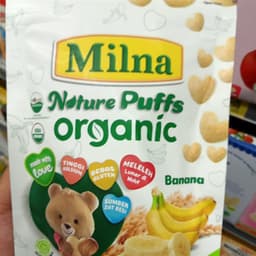 Milna
Nature Puffs
organic
made with
love
TINGGI
KALSIUM
BEBAS
GLUTEN
MELELEH
Lumer di
Mulut
SUMBER
ZAT BESI
Banana